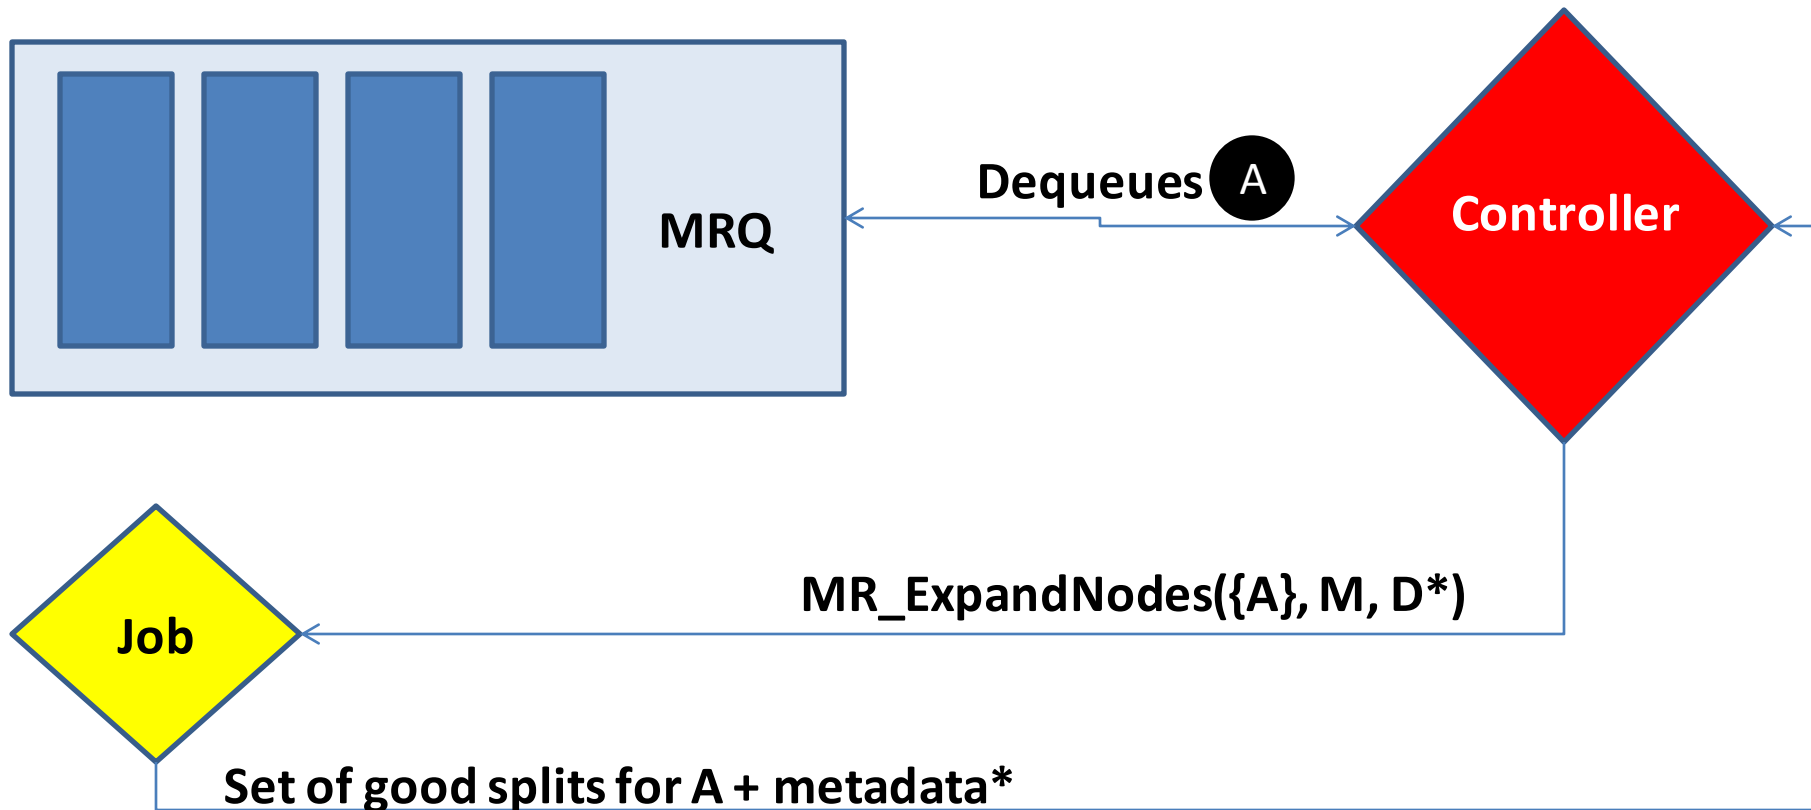 Dequeues A
Controller
MRQ
MR_ExpandNodes({A}, M, D*)
Job
Set of good splits for A + metadata*